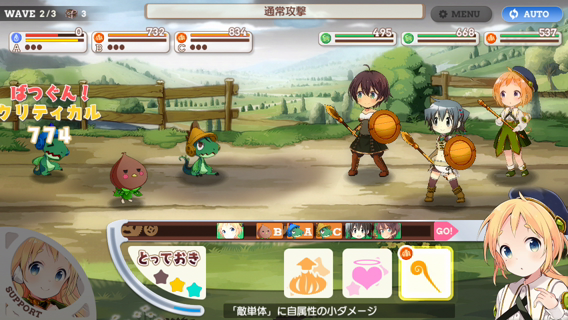 WAVE 2/3 3
通常攻撃
MENU
AUTO
A 0
B 732
C 834
495
668
537
ばつぐん!
クリティカル
774
B A C GO!
とっておき
SUPPORT
「敵単体」に自属性の小ダメージ